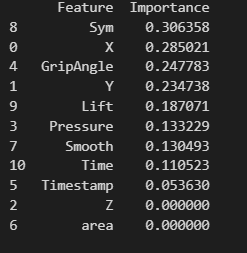 Feature Importance
8 Sym 0.306358
0 X 0.285021
4 GripAngle 0.247783
1 Y 0.234738
9 Lift 0.187071
3 Pressure 0.133229
7 Smooth 0.130493
10 Time 0.110523
5 Timestamp 0.053630
2 Z 0.000000
6 area 0.000000